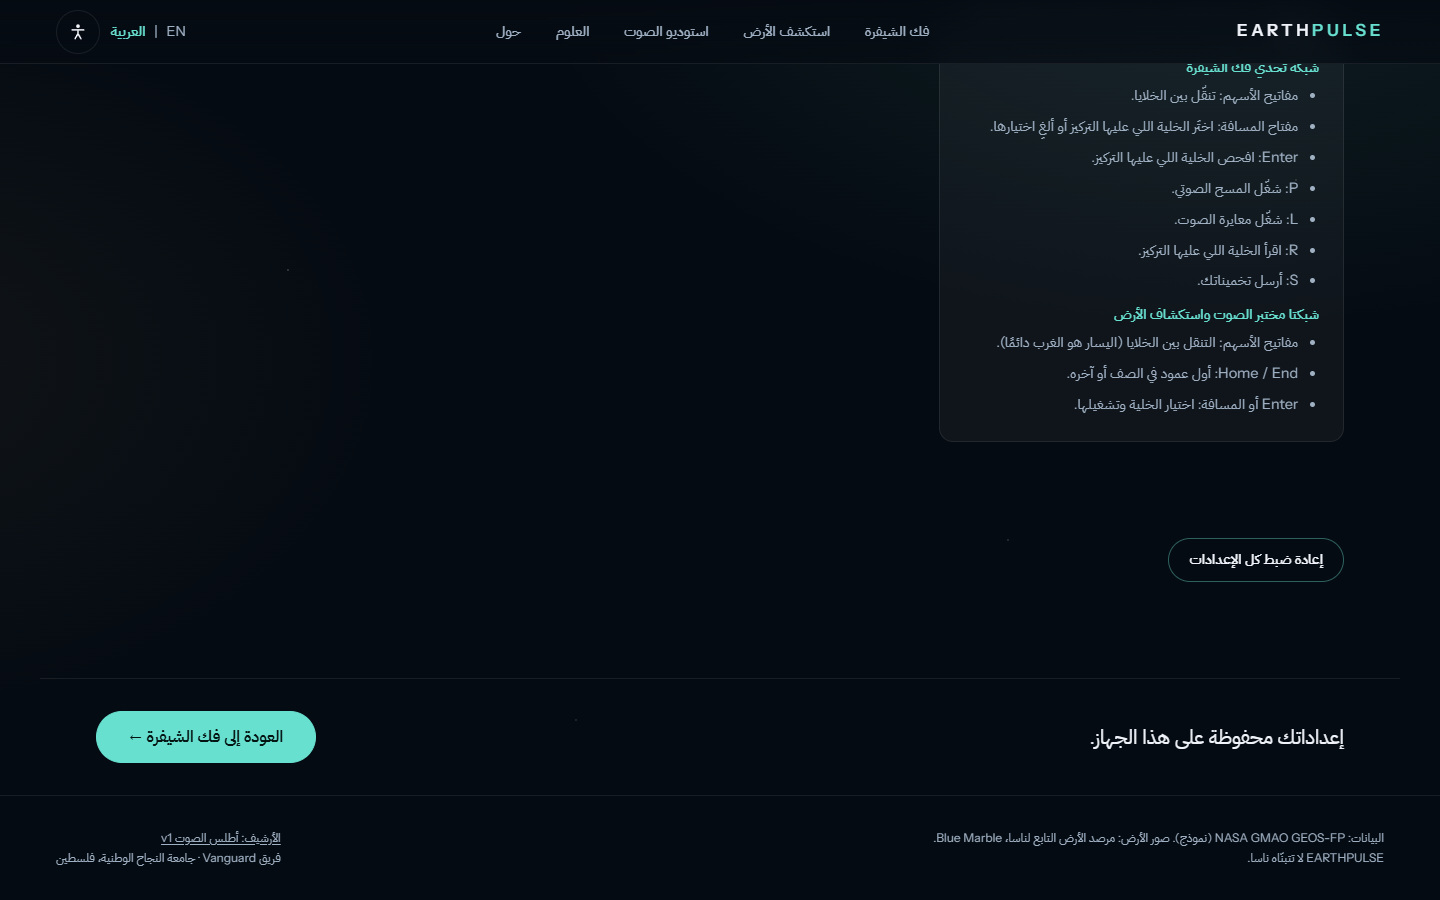 EARTHPULSE
فك الشيفرة
استكشف الأرض
استوديو الصوت
العلوم
حول
EN | العربية
شبكة تحدي فك الشيفرة
مفاتيح الأسهم: تنقّل بين الخلايا.
مفتاح المسافة: اختَر الخلية اللي عليها التركيز أو ألغِ اختيارها.
Enter: افحص الخلية اللي عليها التركيز.
P: شغّل المسح الصوتي.
L: شغّل معايرة الصوت.
R: اقرأ الخلية اللي عليها التركيز.
S: أرسل تخميناتك.
شبكتا مختبر الصوت واستكشاف الأرض
مفاتيح الأسهم: التنقل بين الخلايا (اليسار هو الغرب دائمًا).
Home / End: أول عمود في الصف أو آخره.
Enter أو المسافة: اختيار الخلية وتشغيلها.
إعادة ضبط كل الإعدادات
إعداداتك محفوظة على هذا الجهاز.
العودة إلى فك الشيفرة ←
البيانات: NASA GMAO GEOS-FP (نموذج). صور الأرض: مرصد الأرض التابع لناسا، Blue Marble.
EARTHPULSE لا تتبنّاه ناسا.
الأرشيف: أطلس الصوت v1
فريق Vanguard · جامعة النجاح الوطنية، فلسطين